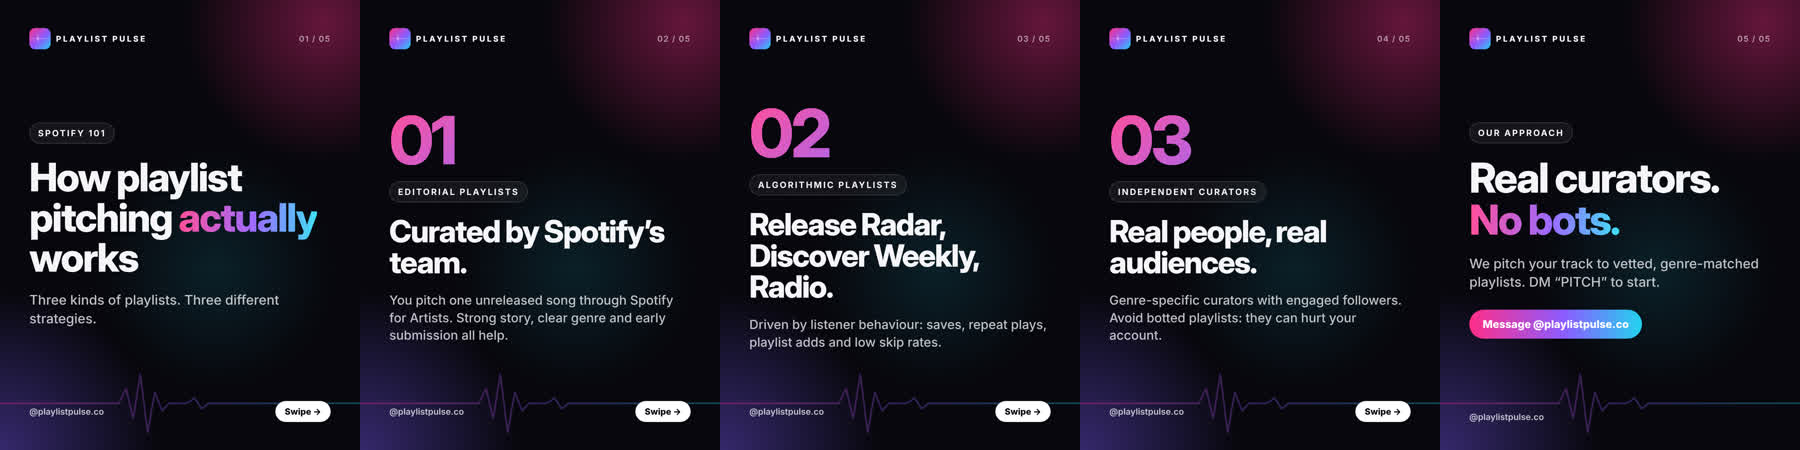 PLAYLIST PULSE
01 / 05
SPOTIFY 101
How playlist
pitching actually
works
Three kinds of playlists. Three different
strategies.
@playlistpulse.co
Swipe →
PLAYLIST PULSE
02 / 05
01
EDITORIAL PLAYLISTS
Curated by Spotify’s
team.
You pitch one unreleased song through Spotify
for Artists. Strong story, clear genre and early
submission all help.
@playlistpulse.co
Swipe →
PLAYLIST PULSE
03 / 05
02
ALGORITHMIC PLAYLISTS
Release Radar,
Discover Weekly,
Radio.
Driven by listener behaviour: saves, repeat plays,
playlist adds and low skip rates.
@playlistpulse.co
Swipe →
PLAYLIST PULSE
04 / 05
03
INDEPENDENT CURATORS
Real people, real
audiences.
Genre-specific curators with engaged followers.
Avoid botted playlists: they can hurt your
account.
@playlistpulse.co
Swipe →
PLAYLIST PULSE
05 / 05
OUR APPROACH
Real curators.
No bots.
We pitch your track to vetted, genre-matched
playlists. DM “PITCH” to start.
Message @playlistpulse.co
@playlistpulse.co